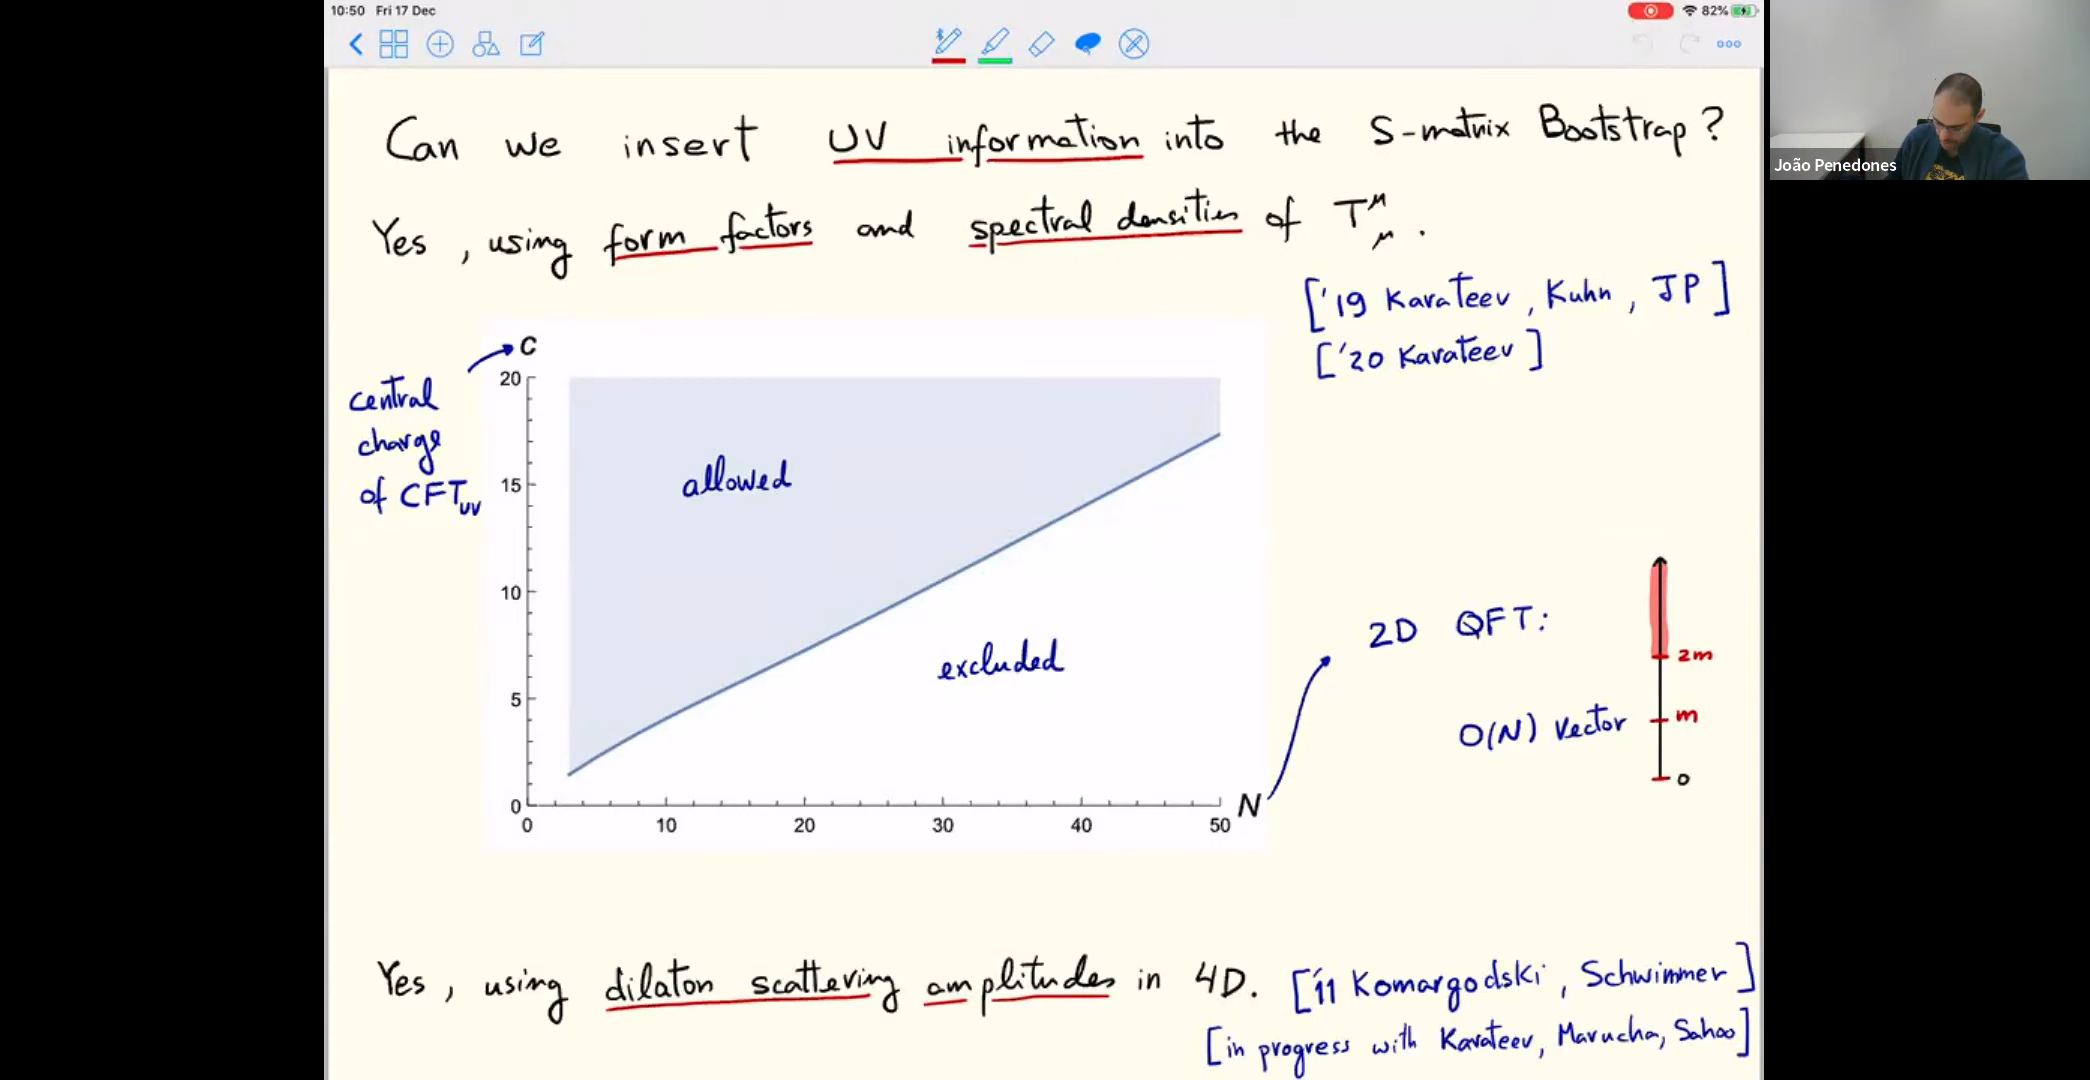 10:50 Fri 17 Dec
82%
Can we insert UV information into the S-matrix Bootstrap?
Yes, using form factors and spectral densities of T^μ_μ.
['19 Karateev, Kuhn, JP]
['20 Karateev]
central
charge
of CFT_UV
C
20
15
10
5
0
0 10 20 30 40 50 N
allowed
excluded
2D QFT:
O(N) vector
2m
m
0
Yes, using dilaton scattering amplitudes in 4D. ['11 Komargodski, Schwimmer]
[in progress with Karateev, Marucha, Sahoo]
João Penedones